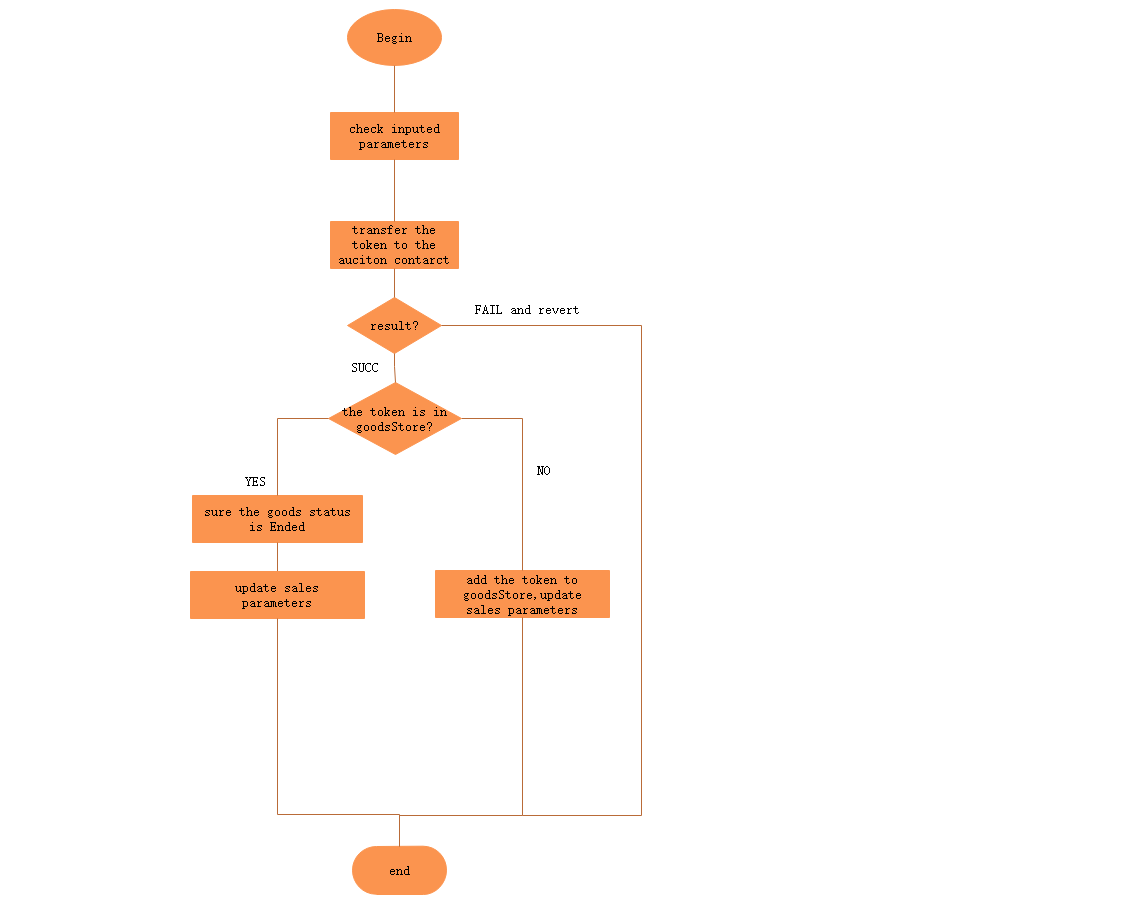 Begin
check inputed
parameters
transfer the
token to the
auciton contarct
FAIL and revert
result?
SUCC
the token is in
goodsStore?
NO
YES
sure the goods status
is Ended
update sales
parameters
add the token to
goodsStore,update
sales parameters
end